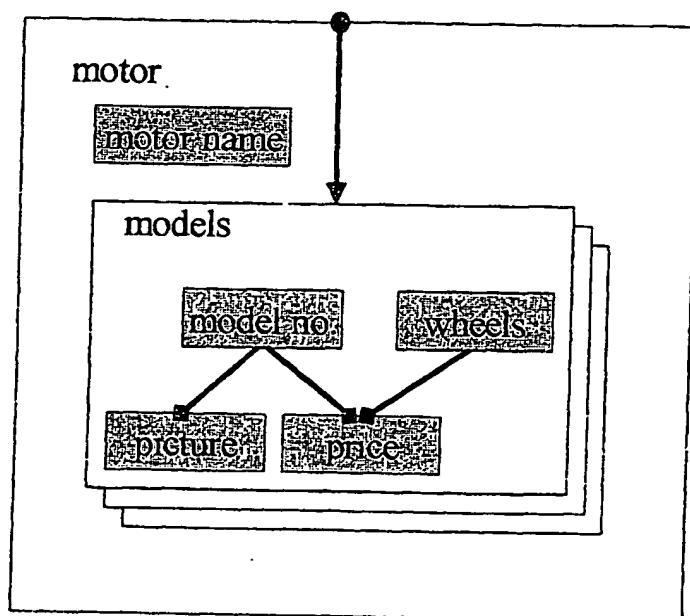 motor
motor name
models
model no
wheels
picture
price